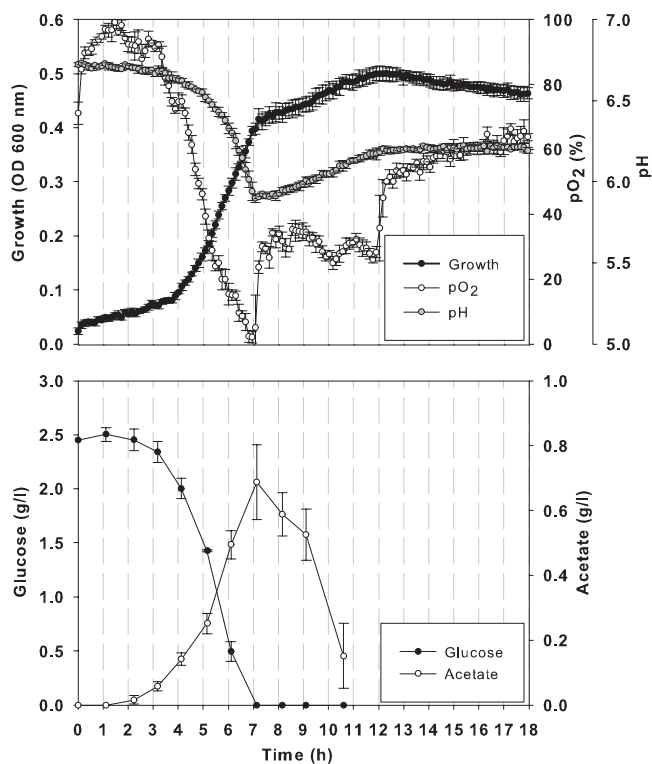 0.6 100 7.0
0.5 80 6.5
0.4 60
0.3 6.0
0.2 40
0.1 20 5.5
0.0 0 5.0
Growth (OD 600 nm)
pO2 (%)
pH
Growth
pO2
pH
3.0 1.0
2.5 0.8
2.0 0.6
1.5
1.0 0.4
0.5 0.2
0.0 0.0
Glucose (g/l)
Acetate (g/l)
Glucose
Acetate
0 1 2 3 4 5 6 7 8 9 10 11 12 13 14 15 16 17 18
Time (h)